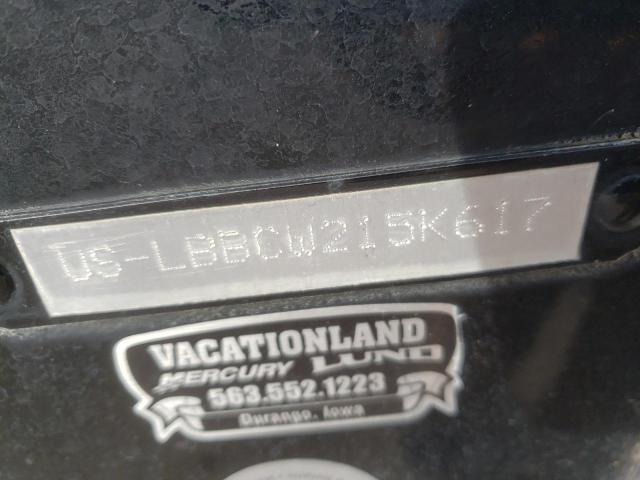 US-LBBCW215K617
VACATIONLAND
MERCURY LUND
563.552.1223
Durango, Iowa